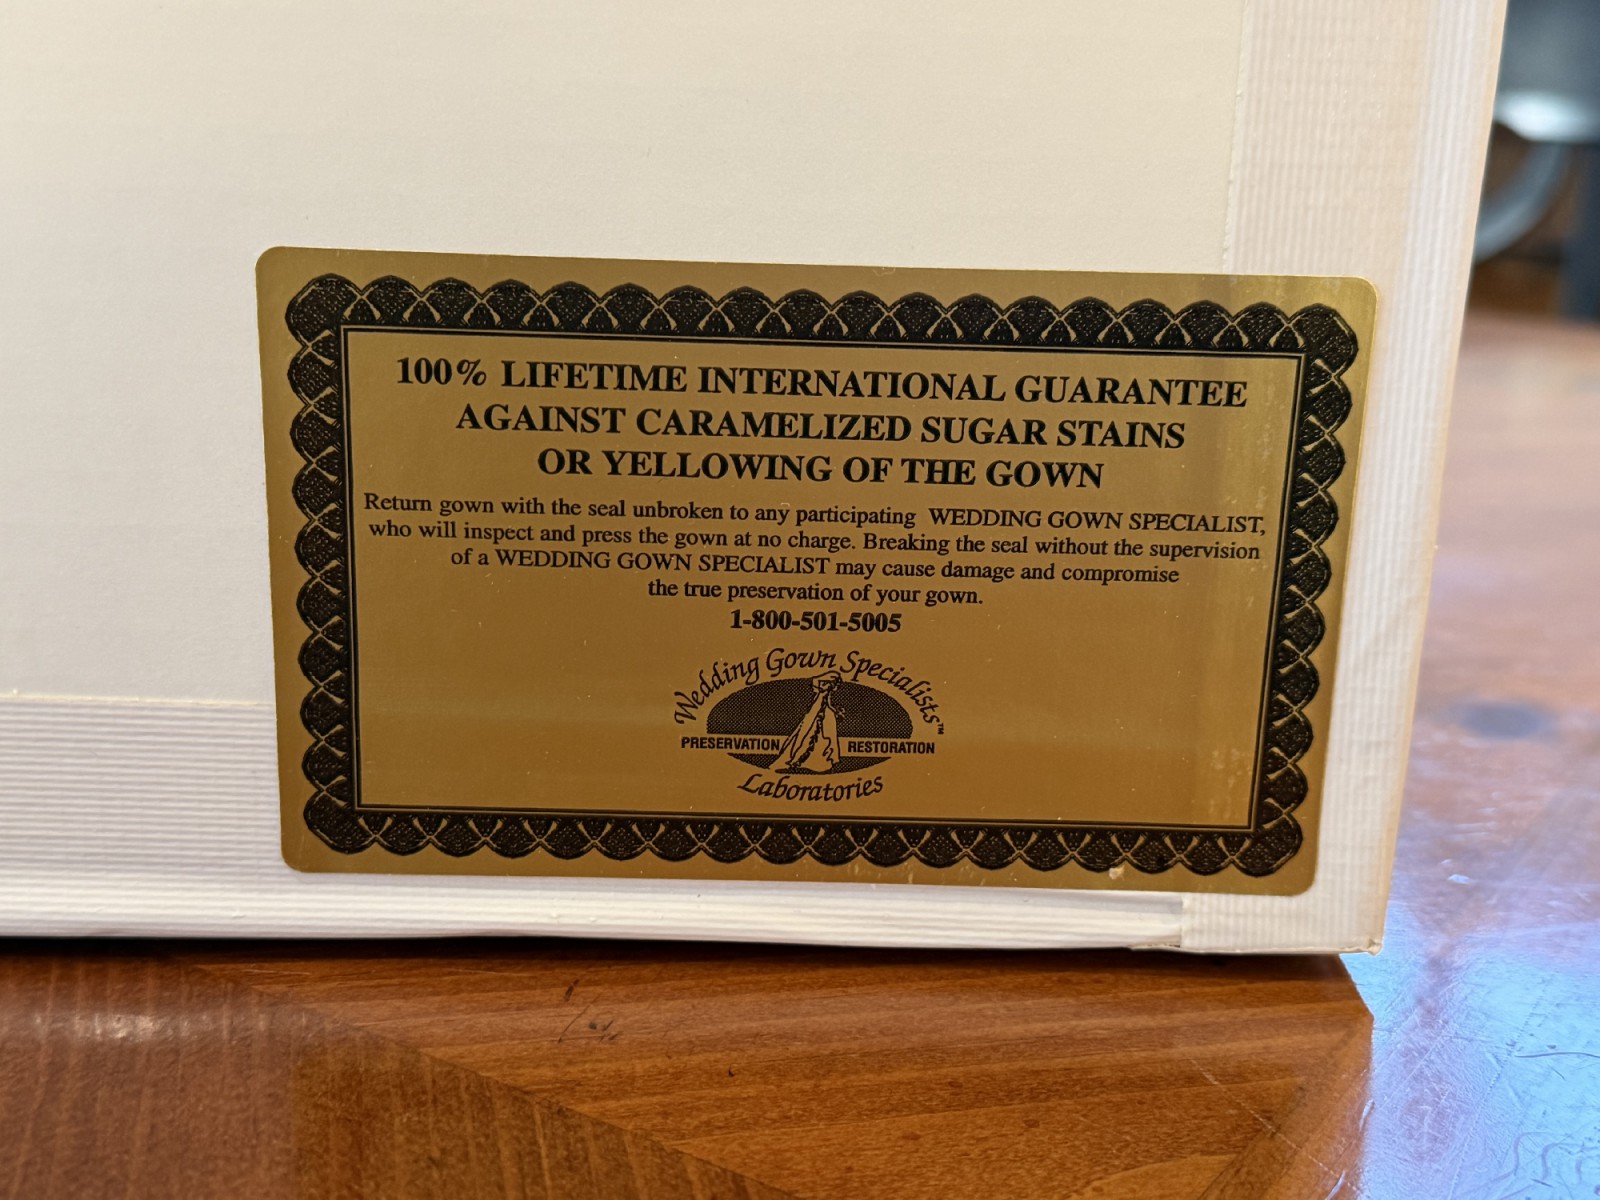 100% LIFETIME INTERNATIONAL GUARANTEE
AGAINST CARAMELIZED SUGAR STAINS
OR YELLOWING OF THE GOWN
Return gown with the seal unbroken to any participating WEDDING GOWN SPECIALIST,
who will inspect and press the gown at no charge. Breaking the seal without the supervision
of a WEDDING GOWN SPECIALIST may cause damage and compromise
the true preservation of your gown.
1-800-501-5005
Wedding Gown Specialists™
PRESERVATION RESTORATION
Laboratories